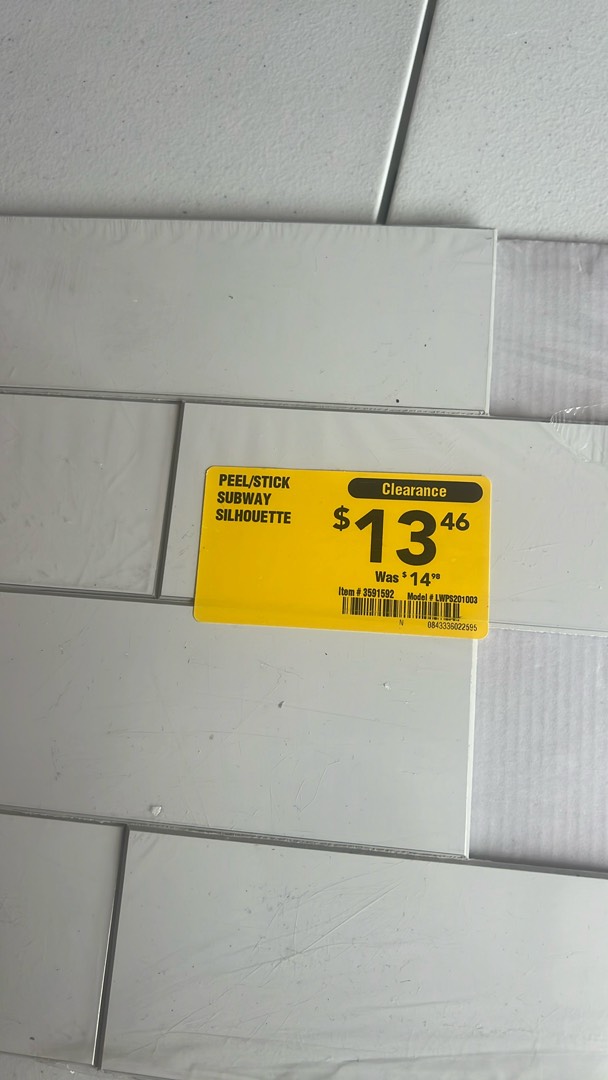 PEEL/STICK
SUBWAY
SILHOUETTE
Clearance
$13 46
Was $14.98
Item # 3591592 Model # LWPS201003
N 0843336022595